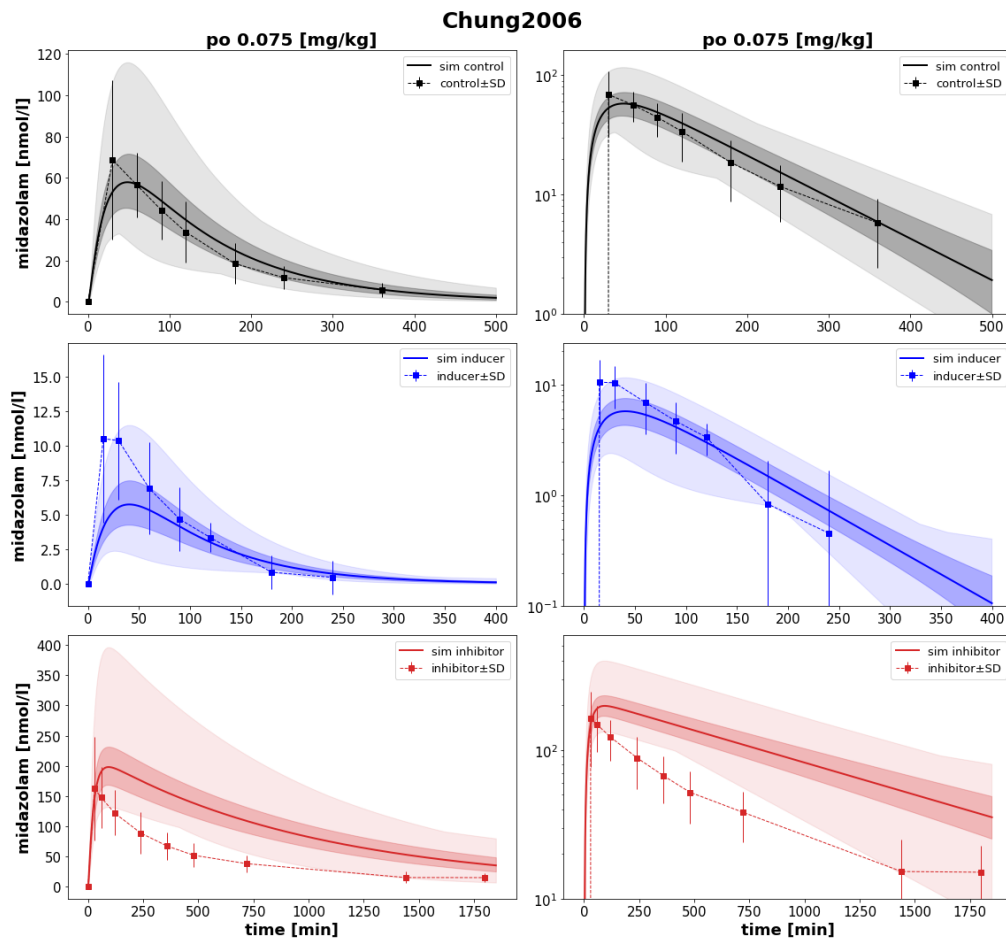 Chung2006
po 0.075 [mg/kg]
po 0.075 [mg/kg]
midazolam [nmol/l]
120
100
80
60
40
20
0
0 100 200 300 400 500
sim control
control±SD
10²
10¹
10⁰
0 100 200 300 400 500
sim control
control±SD
midazolam [nmol/l]
15.0
12.5
10.0
7.5
5.0
2.5
0.0
0 50 100 150 200 250 300 350 400
sim inducer
inducer±SD
10¹
10⁰
10⁻¹
0 50 100 150 200 250 300 350 400
sim inducer
inducer±SD
midazolam [nmol/l]
400
350
300
250
200
150
100
50
0
0 250 500 750 1000 1250 1500 1750
time [min]
sim inhibitor
inhibitor±SD
10²
10¹
0 250 500 750 1000 1250 1500 1750
time [min]
sim inhibitor
inhibitor±SD